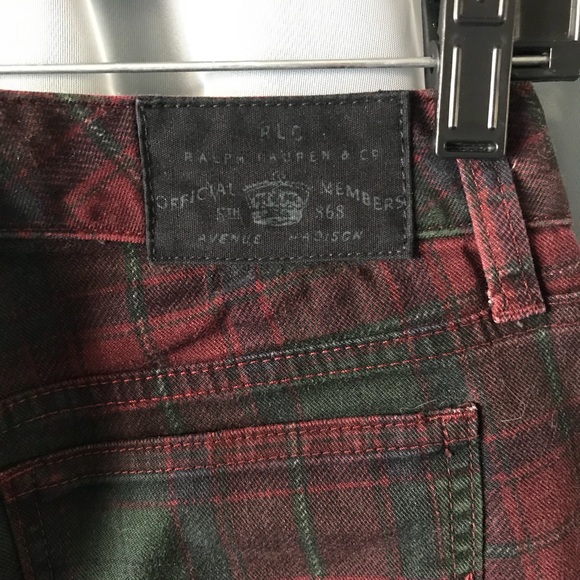 RLC
RALPH LAUREN & CO
OFFICIAL MEMBERS
5TH 868
AVENUE MADISON